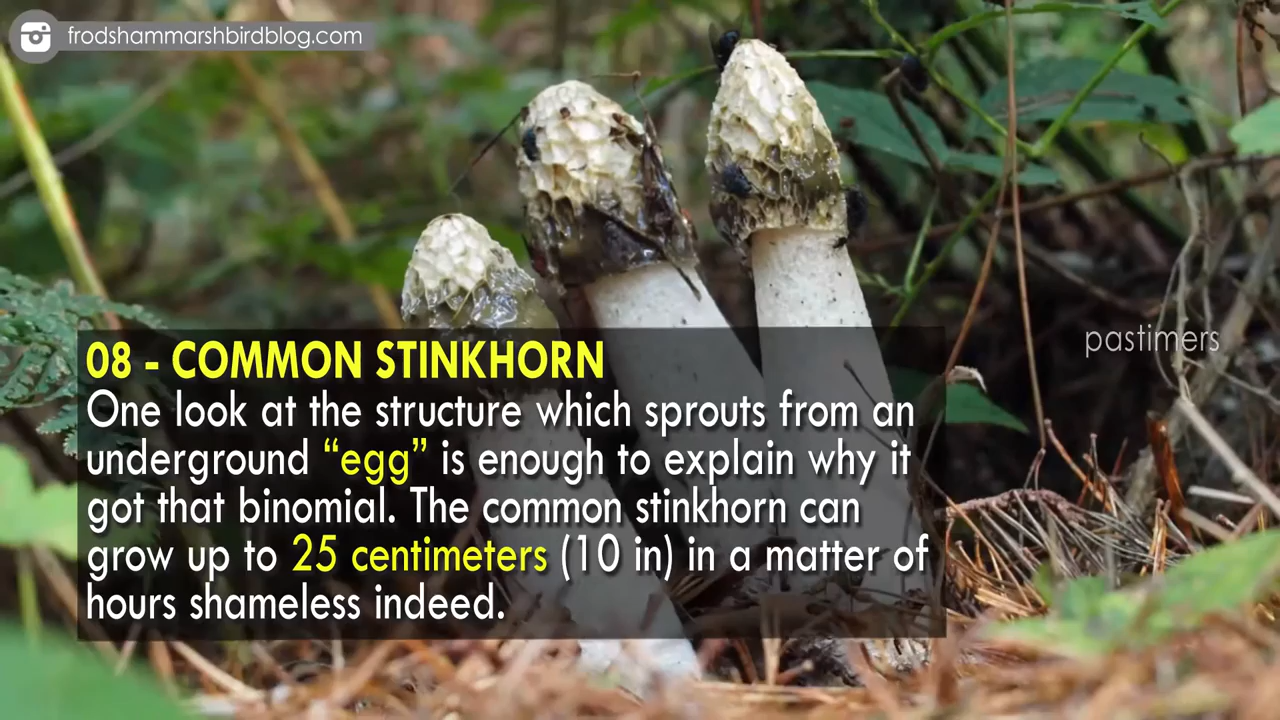 frodshammarshbirdblog.com
pastimers
08 - COMMON STINKHORN
One look at the structure which sprouts from an
underground “egg” is enough to explain why it
got that binomial. The common stinkhorn can
grow up to 25 centimeters (10 in) in a matter of
hours shameless indeed.